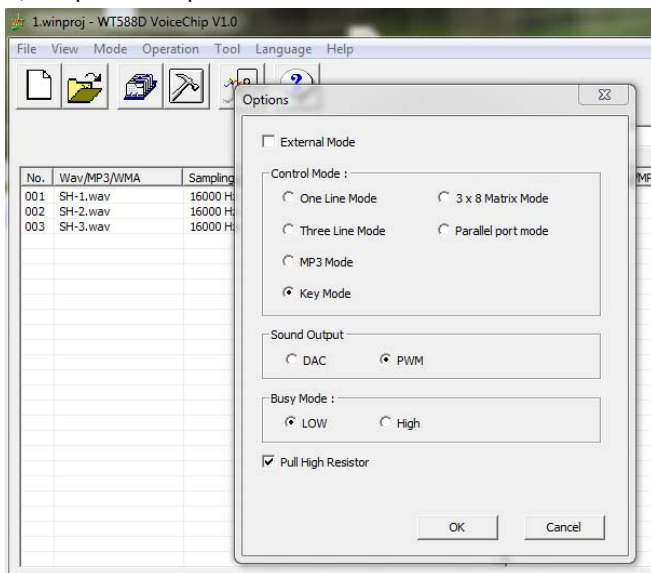 1.winproj - WT588D VoiceChip V1.0
File View Mode Operation Tool Language Help
Options
External Mode
No. Wav/MP3/WMA Sampling
Control Mode :
001 SH-1.wav 16000 H
One Line Mode 3 x 8 Matrix Mode
002 SH-2.wav 16000 H
003 SH-3.wav 16000 H
Three Line Mode Parallel port mode
MP3 Mode
Key Mode
Sound Output
DAC PWM
Busy Mode :
LOW High
Pull High Resistor
OK Cancel